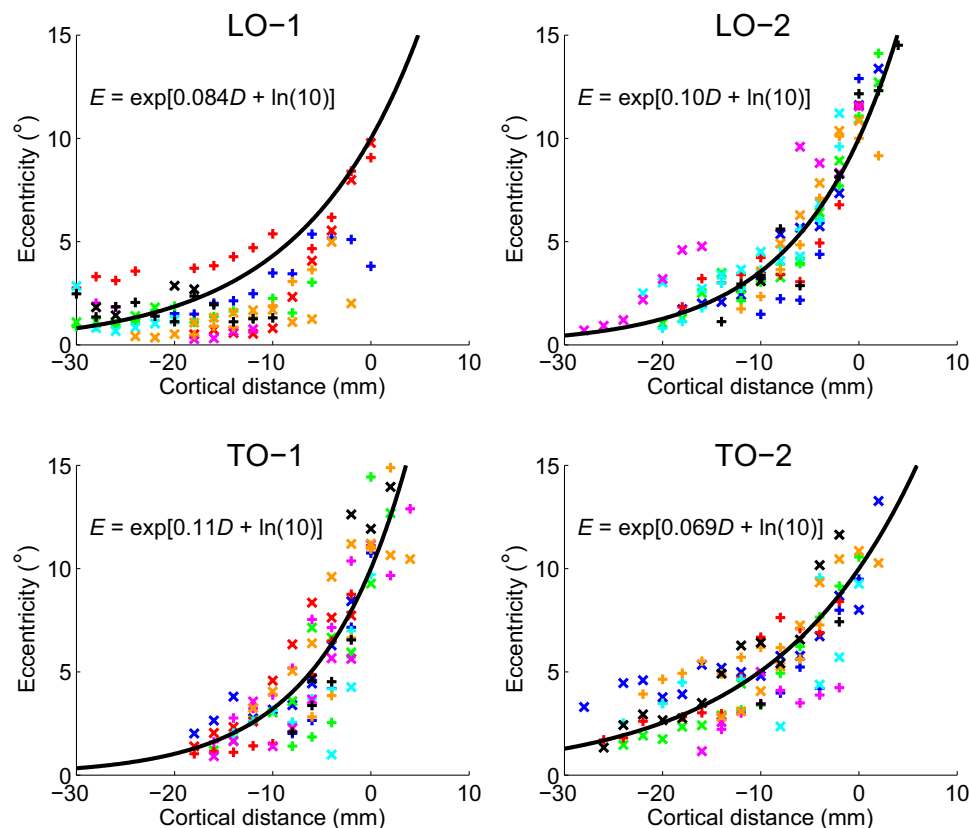 LO−1
E = exp[0.084D + ln(10)]
Eccentricity (°)
15
10
5
0
−30 −20 −10 0 10
Cortical distance (mm)
LO−2
E = exp[0.10D + ln(10)]
Eccentricity (°)
15
10
5
0
−30 −20 −10 0 10
Cortical distance (mm)
TO−1
E = exp[0.11D + ln(10)]
Eccentricity (°)
15
10
5
0
−30 −20 −10 0 10
Cortical distance (mm)
TO−2
E = exp[0.069D + ln(10)]
Eccentricity (°)
15
10
5
0
−30 −20 −10 0 10
Cortical distance (mm)